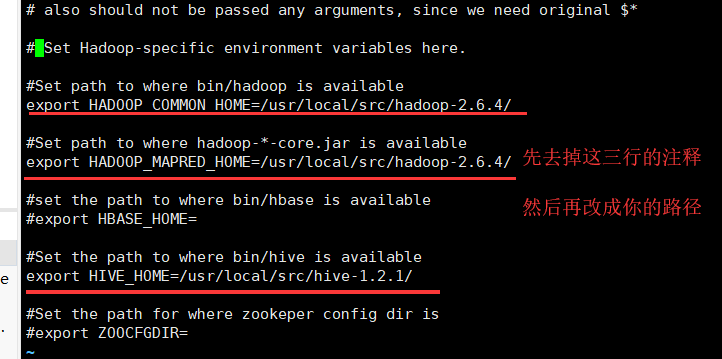 # also should not be passed any arguments, since we need original $*
# Set Hadoop-specific environment variables here.
#Set path to where bin/hadoop is available
export HADOOP_COMMON_HOME=/usr/local/src/hadoop-2.6.4/
#Set path to where hadoop-*-core.jar is available
export HADOOP_MAPRED_HOME=/usr/local/src/hadoop-2.6.4/
先去掉这三行的注释
#set the path to where bin/hbase is available
然后再改成你的路径
#export HBASE_HOME=
#Set the path to where bin/hive is available
export HIVE_HOME=/usr/local/src/hive-1.2.1/
#Set the path for where zookeper config dir is
#export ZOOCFGDIR=
~
e
.